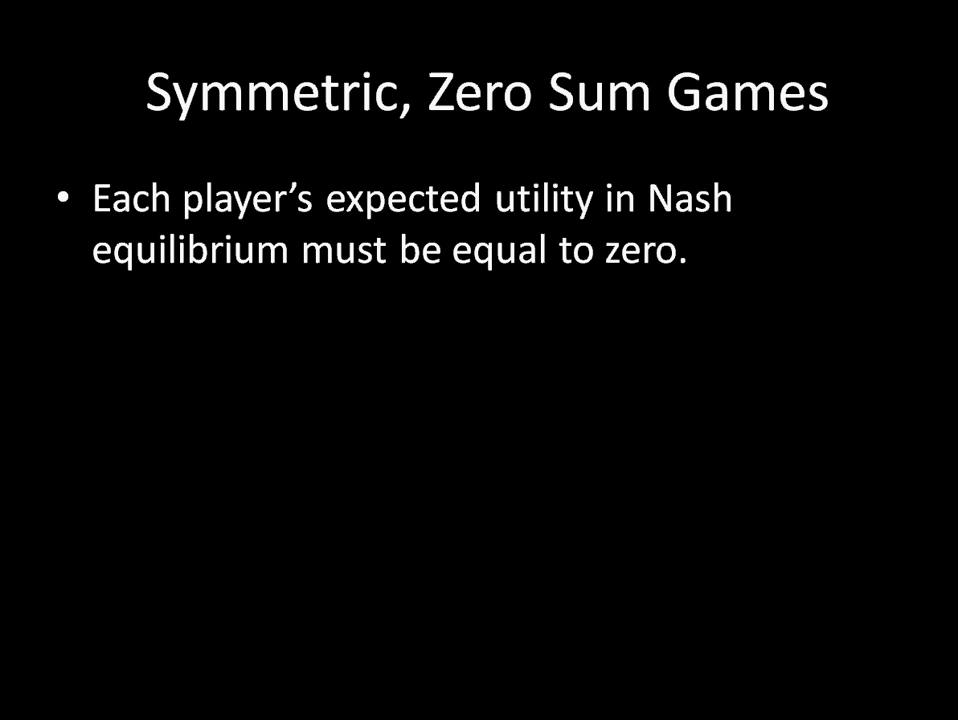 Symmetric, Zero Sum Games
• Each player’s expected utility in Nash
equilibrium must be equal to zero.